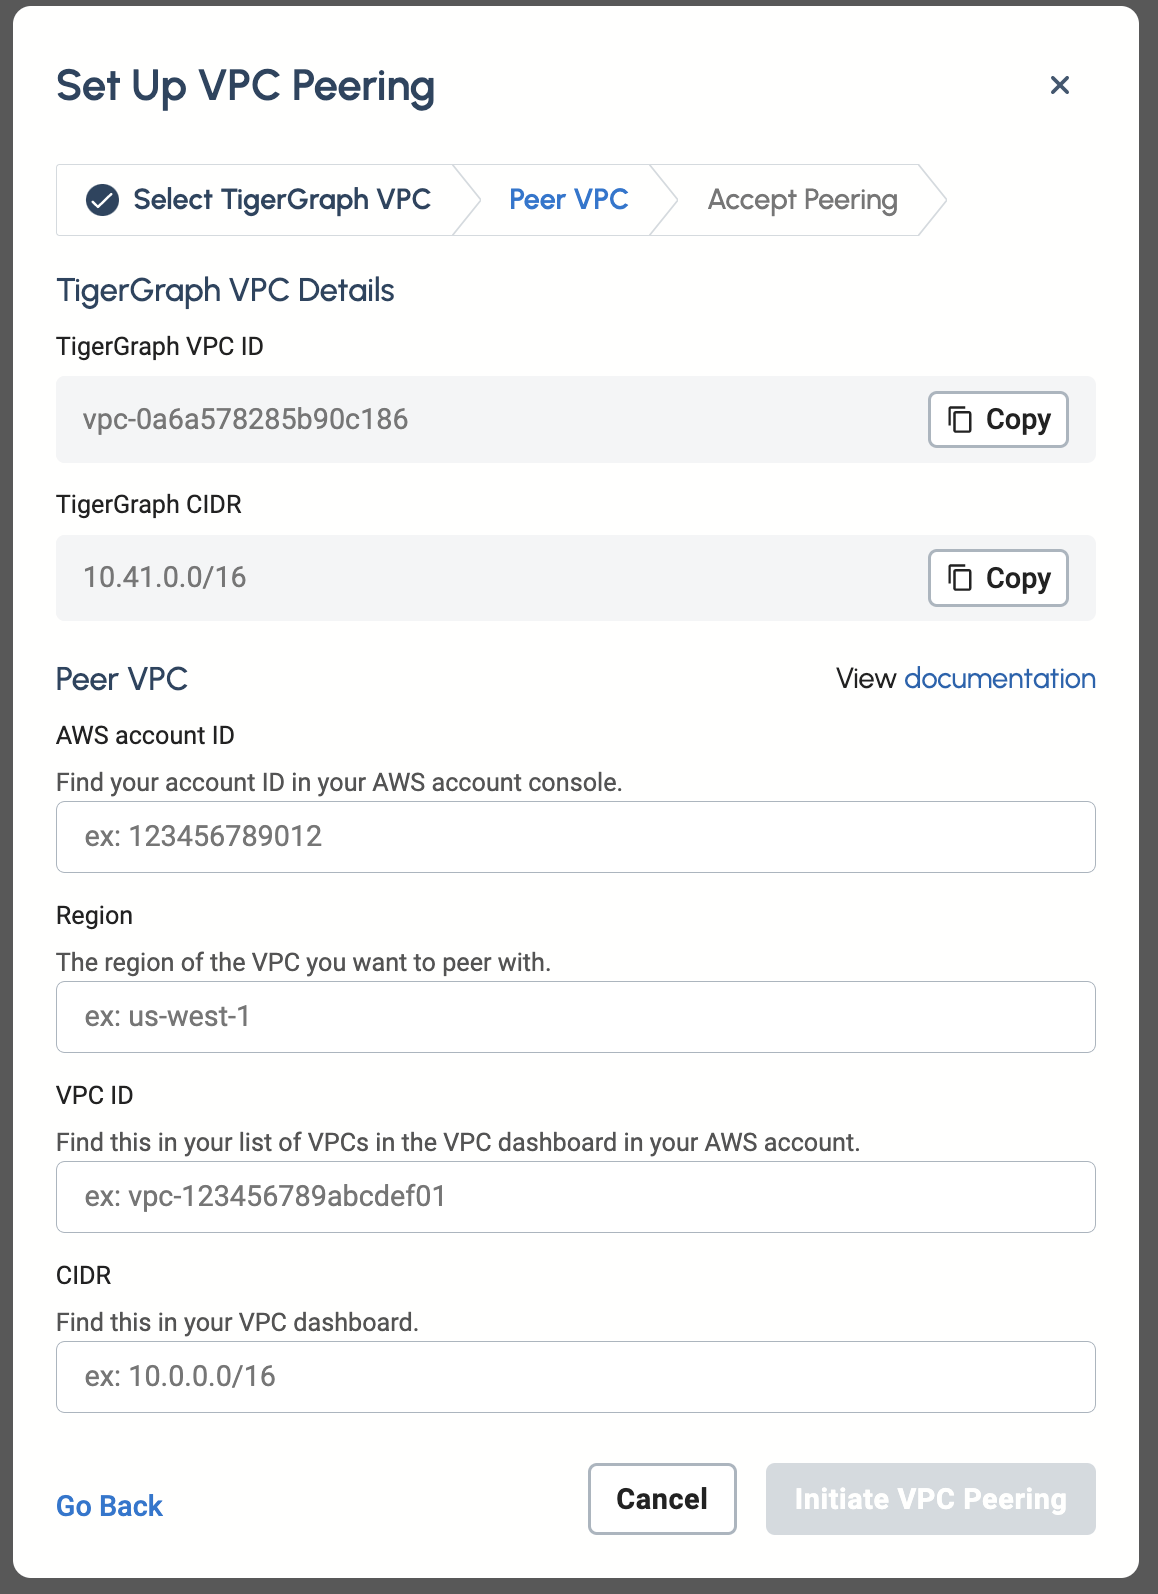 Set Up VPC Peering
Select TigerGraph VPC
Peer VPC
Accept Peering
TigerGraph VPC Details
TigerGraph VPC ID
vpc-0a6a578285b90c186
Copy
TigerGraph CIDR
10.41.0.0/16
Copy
Peer VPC
View documentation
AWS account ID
Find your account ID in your AWS account console.
ex: 123456789012
Region
The region of the VPC you want to peer with.
ex: us-west-1
VPC ID
Find this in your list of VPCs in the VPC dashboard in your AWS account.
ex: vpc-123456789abcdef01
CIDR
Find this in your VPC dashboard.
ex: 10.0.0.0/16
Go Back
Cancel
Initiate VPC Peering